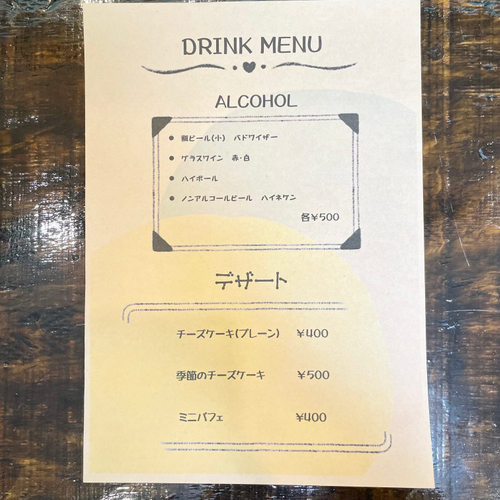 DRINK MENU
ALCOHOL
● 瓶ビール(小) バドワイザー
● グラスワイン 赤・白
● ハイボール
● ノンアルコールビール ハイネケン
各¥500
デザート
チーズケーキ(プレーン) ¥400
季節のチーズケーキ ¥500
ミニパフェ ¥400